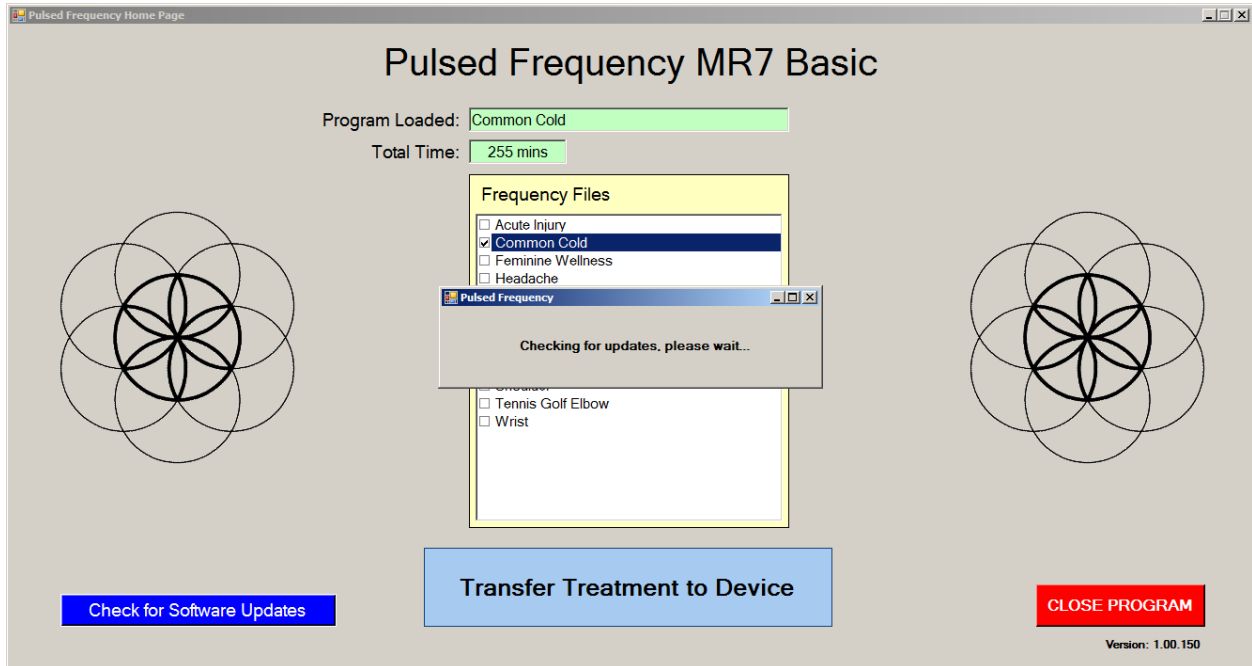 Pulsed Frequency Home Page
Pulsed Frequency MR7 Basic
Program Loaded: Common Cold
Total Time: 255 mins
Frequency Files
Acute Injury
Common Cold
Feminine Wellness
Headache
Pulsed Frequency
Checking for updates, please wait...
Tennis Golf Elbow
Wrist
Transfer Treatment to Device
Check for Software Updates
CLOSE PROGRAM
Version: 1.00.150